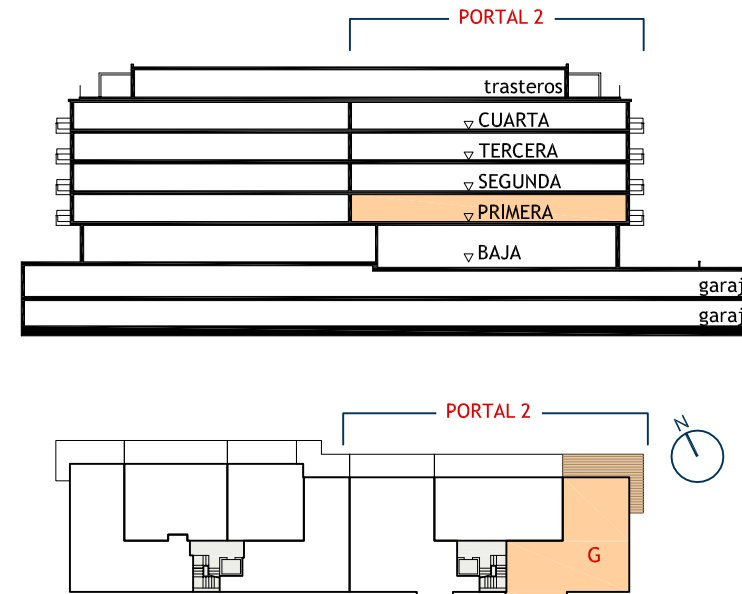 PORTAL 2
trasteros
CUARTA
TERCERA
SEGUNDA
PRIMERA
BAJA
garaj
garaj
PORTAL 2
N
G